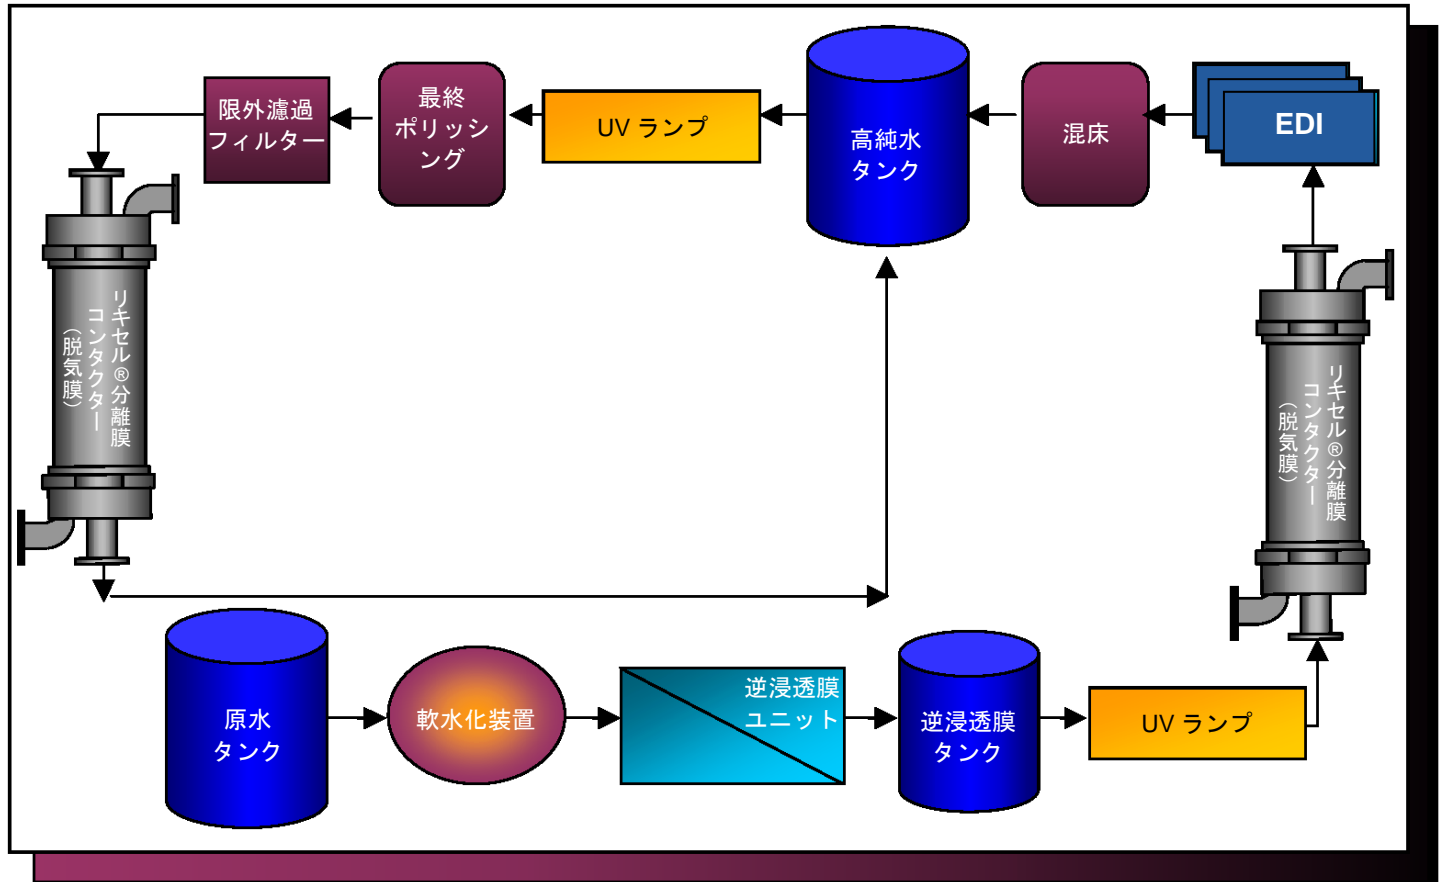 限外濾過
フィルター
最終
ポリッシ
ング
UV ランプ
高純水
タンク
混床
EDI
リキセル®分離膜
コンタクター
（脱気膜）
リキセル®分離膜
コンタクター
（脱気膜）
原水
タンク
軟水化装置
逆浸透膜
ユニット
逆浸透膜
タンク
UV ランプ